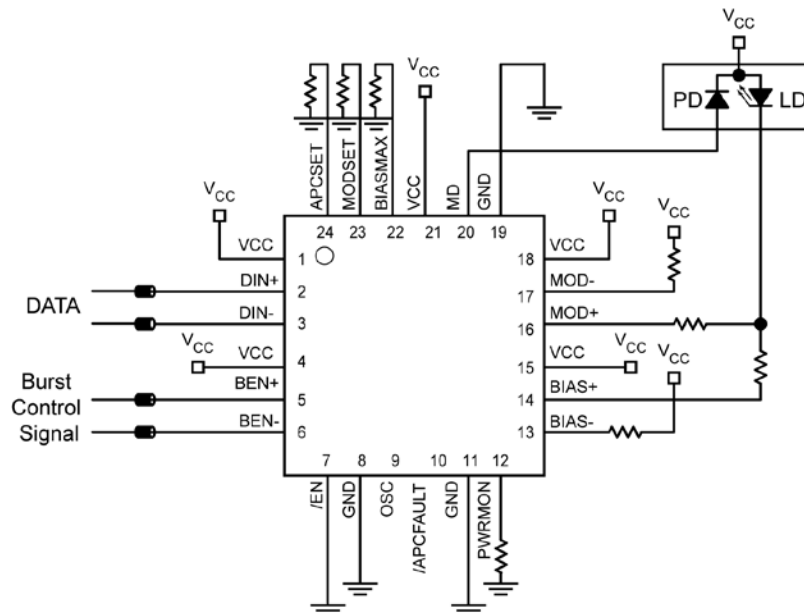 VCC
VCC
PD
LD
APCSET
MODSET
BIASMAX
VCC
MD
GND
24
23
22
21
20
19
VCC
VCC
1
DIN+
2
DATA
DIN-
3
VCC
VCC
4
BEN+
5
Burst
Control
Signal
BEN-
6
VCC
18
VCC
VCC
17
MOD-
16
MOD+
15
VCC
VCC
VCC
14
BIAS+
13
BIAS-
7
8
9
10
11
12
/EN
GND
OSC
/APCFAULT
GND
PWRMON